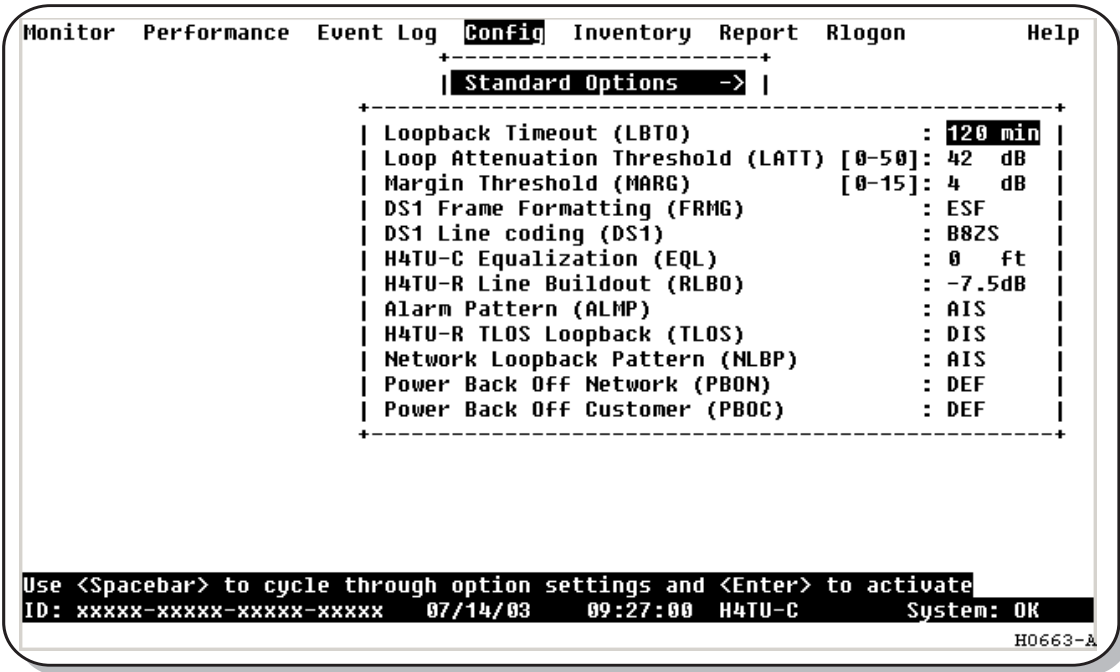 Monitor Performance Event Log Config Inventory Report Rlogon Help
Standard Options ->
Loopback Timeout (LBTO) : 120 min
Loop Attenuation Threshold (LATT) [0-50]: 42 dB
Margin Threshold (MARG) [0-15]: 4 dB
DS1 Frame Formatting (FRMG) : ESF
DS1 Line coding (DS1) : B8ZS
H4TU-C Equalization (EQL) : 0 ft
H4TU-R Line Buildout (RLBO) : -7.5dB
Alarm Pattern (ALMP) : AIS
H4TU-R TLOS Loopback (TLOS) : DIS
Network Loopback Pattern (NLBP) : AIS
Power Back Off Network (PBON) : DEF
Power Back Off Customer (PBOC) : DEF
Use <Spacebar> to cycle through option settings and <Enter> to activate
ID: xxxxx-xxxxx-xxxxx-xxxxx 07/14/03 09:27:00 H4TU-C System: OK
H0663-A